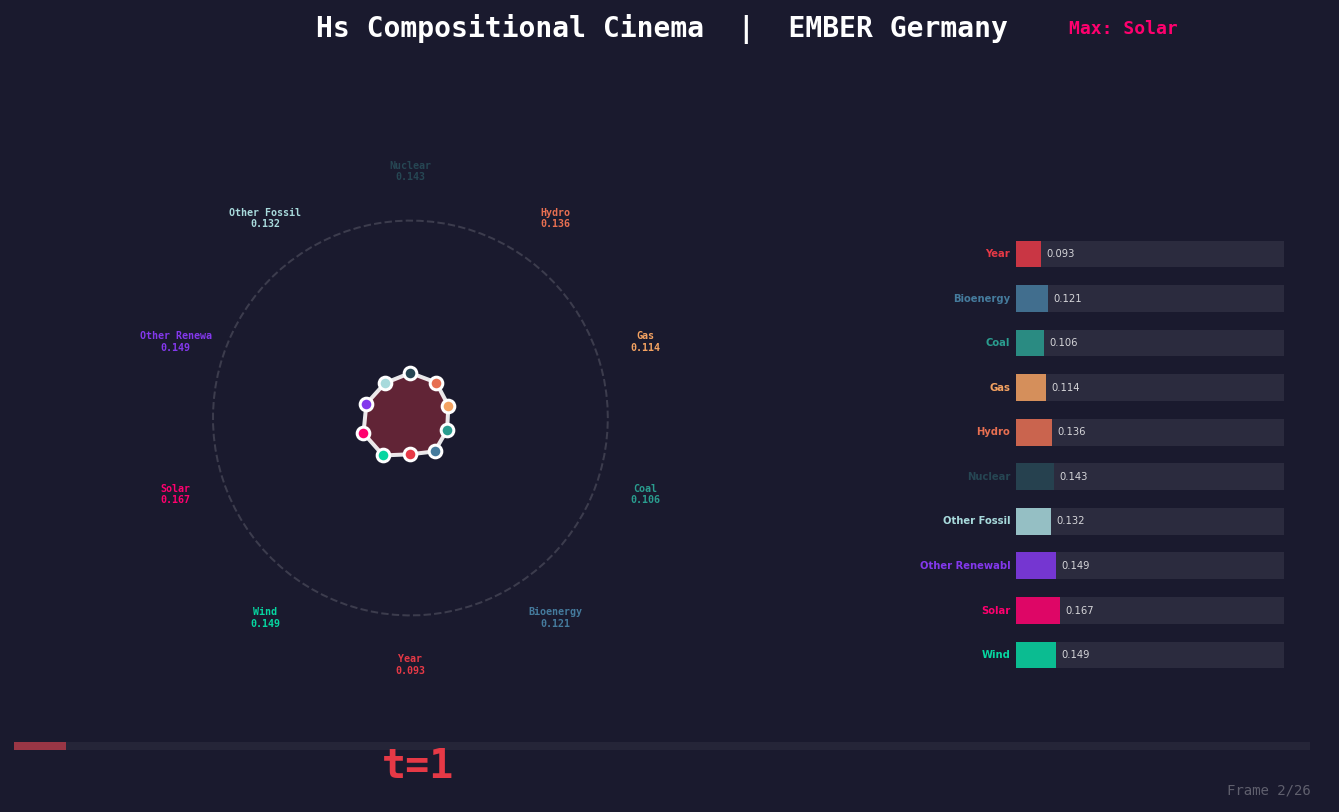 Hs Compositional Cinema  |  EMBER Germany
Max: Solar
Nuclear
0.143
Other Fossil
0.132
Hydro
0.136
Other Renewa
0.149
Gas
0.114
Solar
0.167
Coal
0.106
Wind
0.149
Bioenergy
0.121
Year
0.093
Year 0.093
Bioenergy 0.121
Coal 0.106
Gas 0.114
Hydro 0.136
Nuclear 0.143
Other Fossil 0.132
Other Renewabl 0.149
Solar 0.167
Wind 0.149
t=1
Frame 2/26